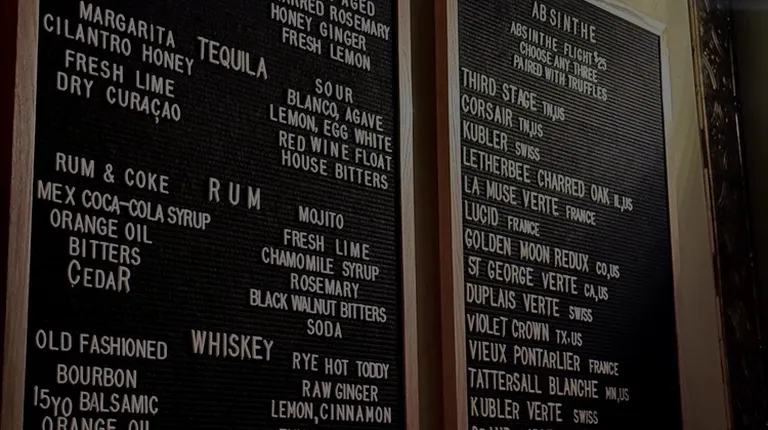 MARGARITA
CILANTRO HONEY
FRESH LIME
DRY CURAÇAO
TEQUILA
AGED
ROSEMARY
HONEY GINGER
FRESH LEMON
SOUR
BLANCO, AGAVE
LEMON, EGG WHITE
RED WINE FLOAT
HOUSE BITTERS
RUM & COKE
MEX COCA-COLA SYRUP
ORANGE OIL
BITTERS
CEDAR
RUM
MOJITO
FRESH LIME
CHAMOMILE SYRUP
ROSEMARY
BLACK WALNUT BITTERS
SODA
OLD FASHIONED
BOURBON
15YO BALSAMIC
ORANGE OIL
WHISKEY
RYE HOT TODDY
RAW GINGER
LEMON, CINNAMON
ABSINTHE
ABSINTHE FLIGHT $25
CHOOSE ANY THREE
PAIRED WITH TRUFFLES
THIRD STAGE TN,US
CORSAIR TN,US
KUBLER SWISS
LETHERBEE CHARRED OAK IL,US
LA MUSE VERTE FRANCE
LUCID FRANCE
GOLDEN MOON REDUX CO,US
ST GEORGE VERTE CA,US
DUPLAIS VERTE SWISS
VIOLET CROWN TX,US
VIEUX PONTARLIER FRANCE
TATTERSALL BLANCHE MN,US
KUBLER VERTE SWISS